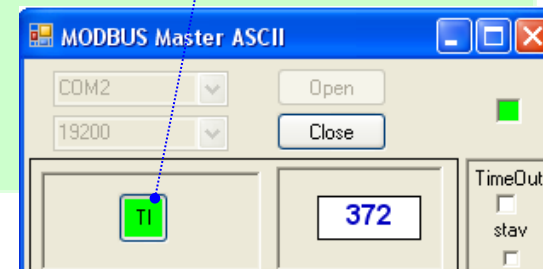 MODBUS Master ASCII
COM2
Open
19200
Close
TI
372
TimeOut
stav